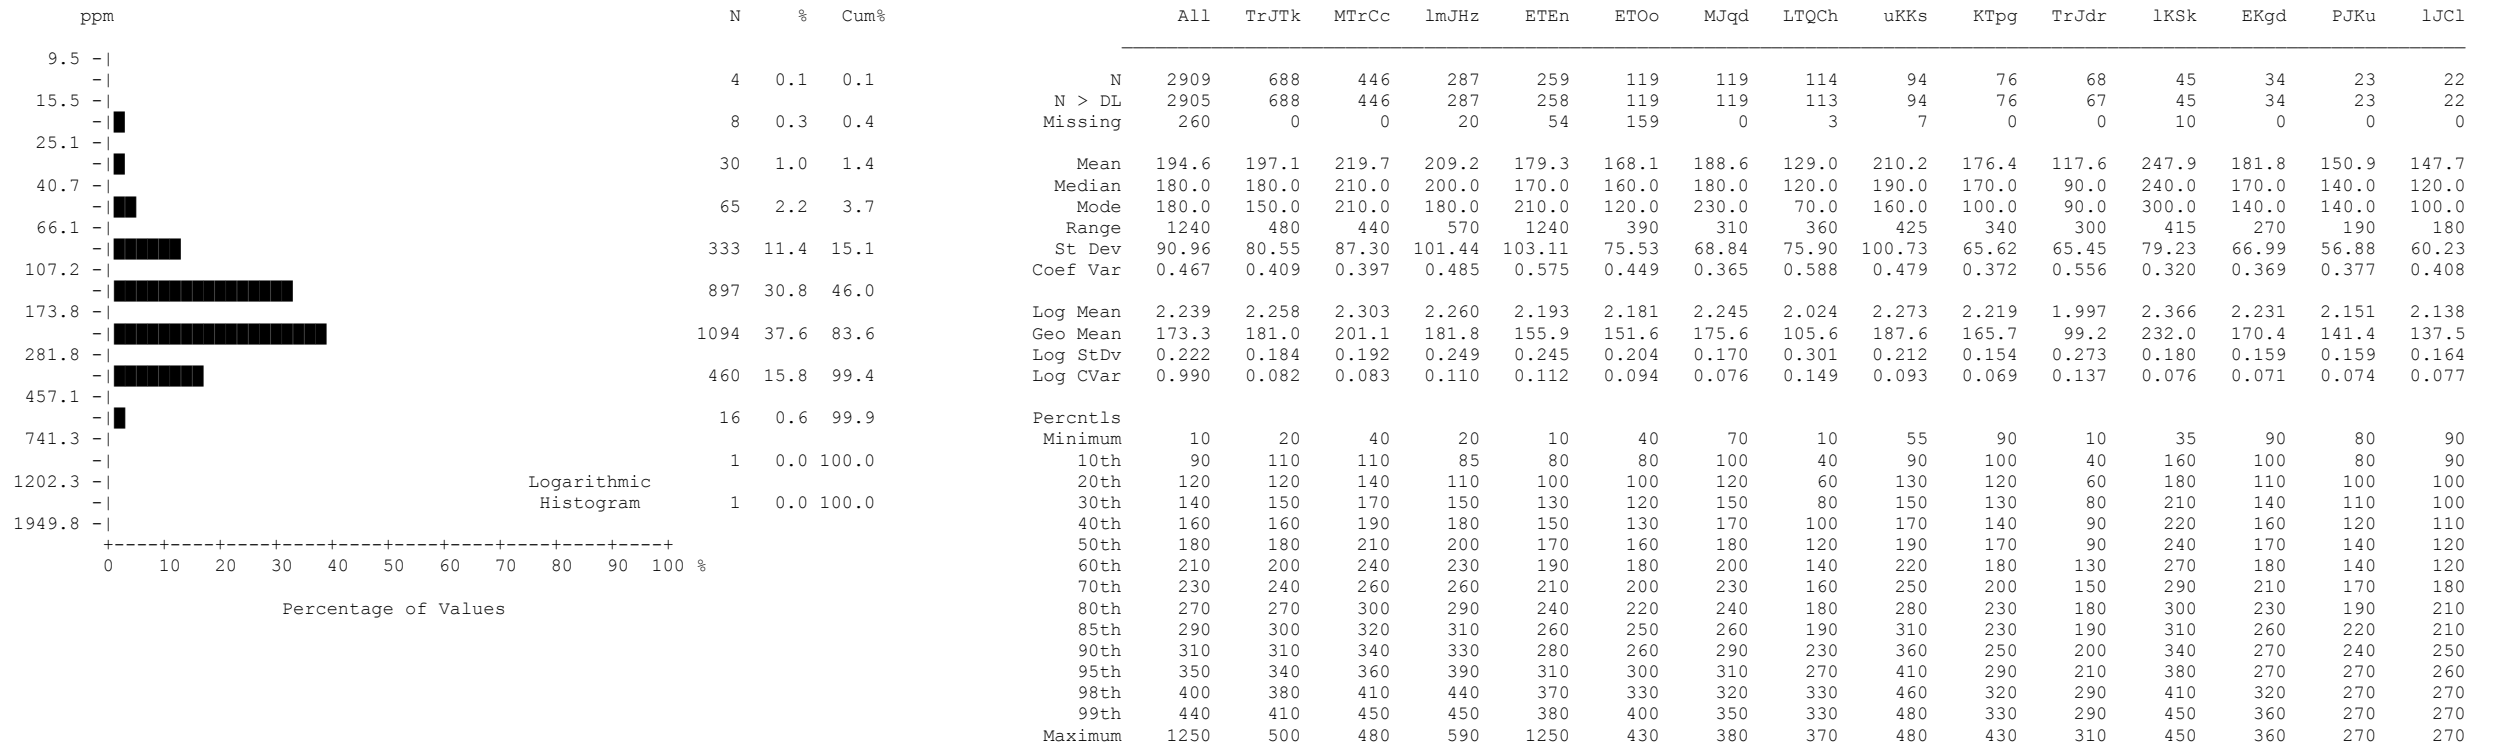 ppm N % Cum% All TrJTk MTrCc lmJHz ETEn ETOo MJqd LTQCh uKKs KTpg TrJdr lKSk EKgd PJKu lJCl
9.5 -|
-| 4 0.1 0.1 N 2909 688 446 287 259 119 119 114 94 76 68 45 34 23 22
15.5 -| N > DL 2905 688 446 287 258 119 119 113 94 76 67 45 34 23 22
-| 8 0.3 0.4 Missing 260 0 0 20 54 159 0 3 7 0 0 10 0 0 0
25.1 -|
-| 30 1.0 1.4 Mean 194.6 197.1 219.7 209.2 179.3 168.1 188.6 129.0 210.2 176.4 117.6 247.9 181.8 150.9 147.7
40.7 -| Median 180.0 180.0 210.0 200.0 170.0 160.0 180.0 120.0 190.0 170.0 90.0 240.0 170.0 140.0 120.0
-| 65 2.2 3.7 Mode 180.0 150.0 210.0 180.0 210.0 120.0 230.0 70.0 160.0 100.0 90.0 300.0 140.0 140.0 100.0
66.1 -| Range 1240 480 440 570 1240 390 310 360 425 340 300 415 270 190 180
-| 333 11.4 15.1 St Dev 90.96 80.55 87.30 101.44 103.11 75.53 68.84 75.90 100.73 65.62 65.45 79.23 66.99 56.88 60.23
107.2 -| Coef Var 0.467 0.409 0.397 0.485 0.575 0.449 0.365 0.588 0.479 0.372 0.556 0.320 0.369 0.377 0.408
-| 897 30.8 46.0
173.8 -| Log Mean 2.239 2.258 2.303 2.260 2.193 2.181 2.245 2.024 2.273 2.219 1.997 2.366 2.231 2.151 2.138
-| 1094 37.6 83.6 Geo Mean 173.3 181.0 201.1 181.8 155.9 151.6 175.6 105.6 187.6 165.7 99.2 232.0 170.4 141.4 137.5
281.8 -| Log StDv 0.222 0.184 0.192 0.249 0.245 0.204 0.170 0.301 0.212 0.154 0.273 0.180 0.159 0.159 0.164
-| 460 15.8 99.4 Log CVar 0.990 0.082 0.083 0.110 0.112 0.094 0.076 0.149 0.093 0.069 0.137 0.076 0.071 0.074 0.077
457.1 -|
-| 16 0.6 99.9 Percntls
741.3 -| Minimum 10 20 40 20 10 40 70 10 55 90 10 35 90 80 90
-| 1 0.0 100.0 10th 90 110 110 85 80 80 100 40 90 100 40 160 100 80 90
1202.3 -| Logarithmic 20th 120 120 140 110 100 100 120 60 130 120 60 180 110 100 100
-| Histogram 1 0.0 100.0 30th 140 150 170 150 130 120 150 80 150 130 80 210 140 110 100
1949.8 -| 40th 160 160 190 180 150 130 170 100 170 140 90 220 160 120 110
+----+----+----+----+----+----+----+----+----+----+ 50th 180 180 210 200 170 160 180 120 190 170 90 240 170 140 120
0 10 20 30 40 50 60 70 80 90 100 % 60th 210 200 240 230 190 180 200 140 220 180 130 270 180 140 120
70th 230 240 260 260 210 200 230 160 250 200 150 290 210 170 180
Percentage of Values 80th 270 270 300 290 240 220 240 180 280 230 180 300 230 190 210
85th 290 300 320 310 260 250 260 190 310 230 190 310 260 220 210
90th 310 310 340 330 280 260 290 230 360 250 200 340 270 240 250
95th 350 340 360 390 310 300 310 270 410 290 210 380 270 270 260
98th 400 380 410 440 370 330 320 330 460 320 290 410 320 270 270
99th 440 410 450 450 380 400 350 330 480 330 290 450 360 270 270
Maximum 1250 500 480 590 1250 430 380 370 480 430 310 450 360 270 270